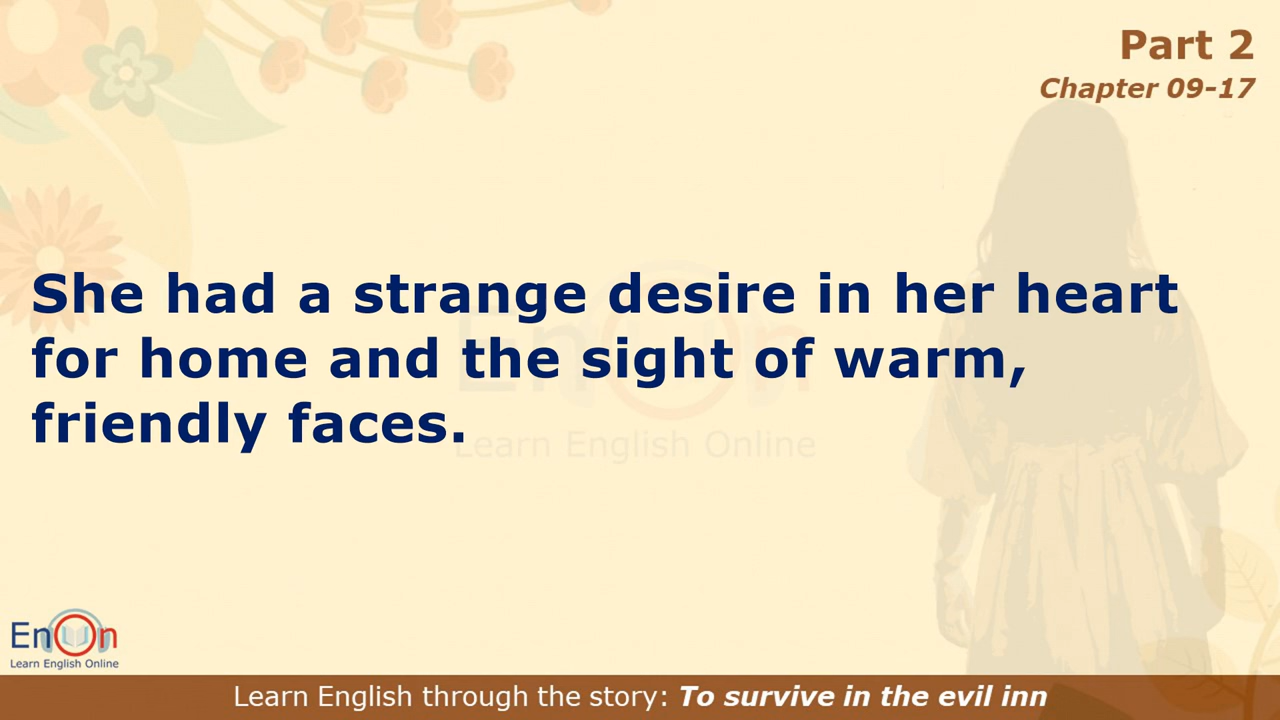 Part 2
Chapter 09-17
She had a strange desire in her heart
for home and the sight of warm,
friendly faces.
EnOn
Learn English Online
EnOn
Learn English Online
Learn English through the story: To survive in the evil inn